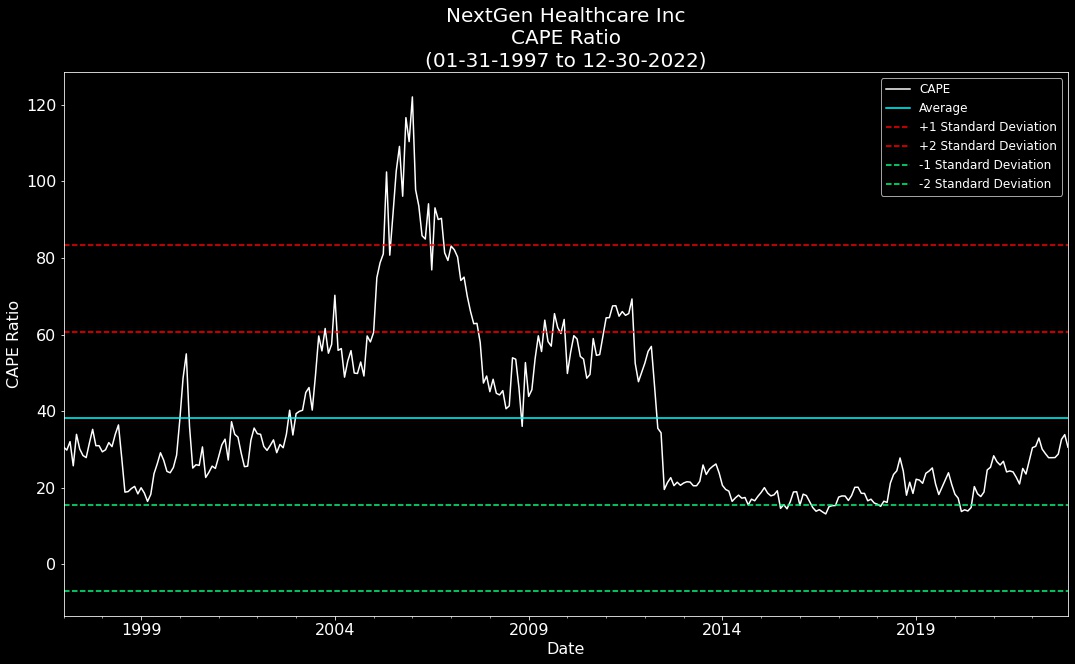 NextGen Healthcare Inc
CAPE Ratio
(01-31-1997 to 12-30-2022)
CAPE
Average
+1 Standard Deviation
+2 Standard Deviation
-1 Standard Deviation
-2 Standard Deviation
CAPE Ratio
120
100
80
60
40
20
0
1999
2004
2009
2014
2019
Date